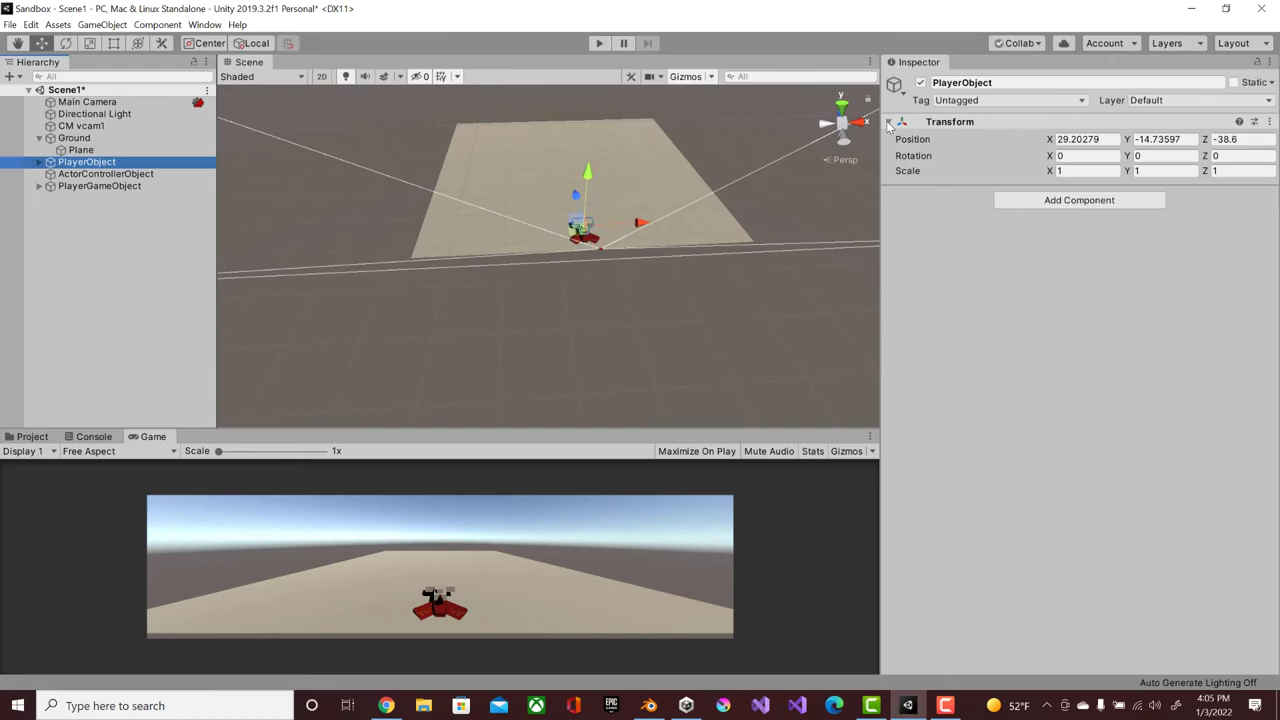 Sandbox - Scene1 - PC, Mac & Linux Standalone - Unity 2019.3.2f1 Personal* <DX11>
File Edit Assets GameObject Component Window Help
Center Local Collab Account Layers Layout
Hierarchy
All
Scene1*
Main Camera
Directional Light
CM vcam1
Ground
Plane
PlayerObject
ActorControllerObject
PlayerGameObject
Scene
Shaded 2D 0 Gizmos All
y
x
Persp
Inspector
PlayerObject Static
Tag Untagged Layer Default
Transform
Position X 29.20279 Y -14.73597 Z -38.6
Rotation X 0 Y 0 Z 0
Scale X 1 Y 1 Z 1
Add Component
Project Console Game
Display 1 Free Aspect Scale 1x Maximize On Play Mute Audio Stats Gizmos
Auto Generate Lighting Off
Type here to search
EPIC GAMES
52°F
4:05 PM
1/3/2022